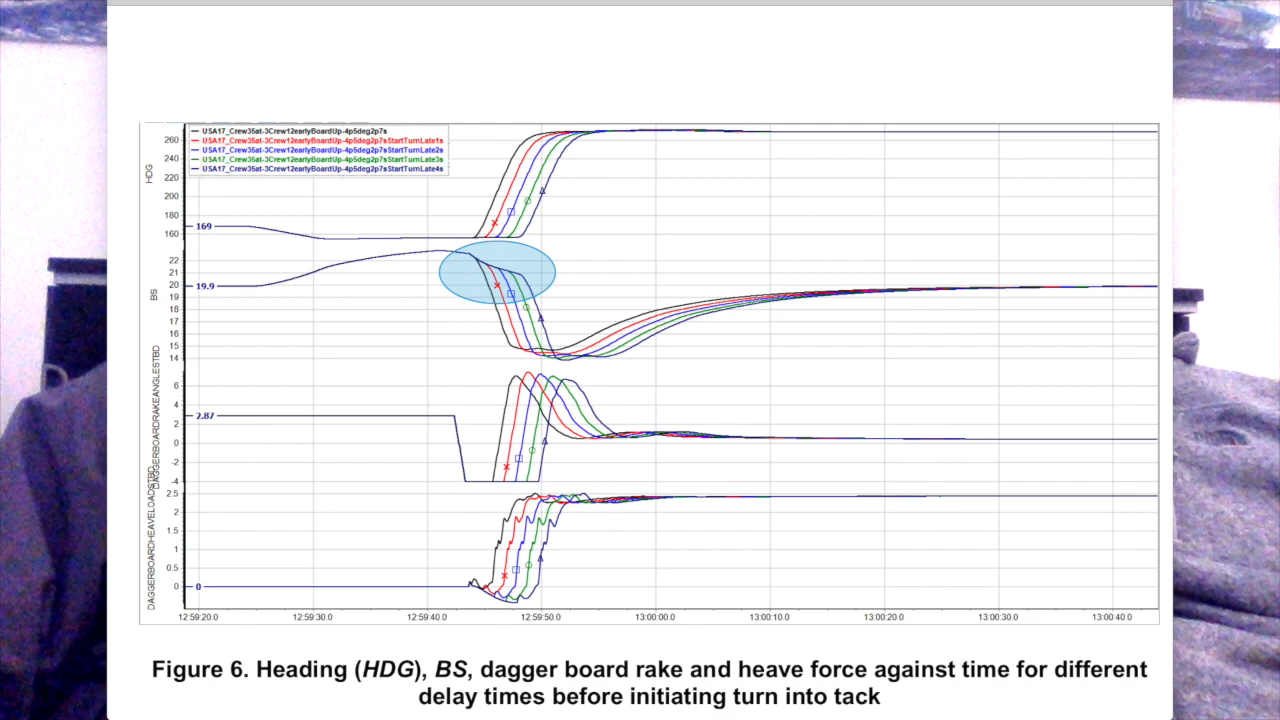 USA17_Crew35at-3Crew12earlyBoardUp-4p5deg2p7s
USA17_Crew35at-3Crew12earlyBoardUp-4p5deg2p7sStartTurnLate1s
USA17_Crew35at-3Crew12earlyBoardUp-4p5deg2p7sStartTurnLate2s
USA17_Crew35at-3Crew12earlyBoardUp-4p5deg2p7sStartTurnLate3s
USA17_Crew35at-3Crew12earlyBoardUp-4p5deg2p7sStartTurnLate4s
HDG
260
240
220
200
180
160
169
BS
22
21
20
19
18
17
16
15
14
19.9
DAGGERBOARDRAKEANGLESTBD
6
4
2
0
-2
-4
2.87
DAGGERBOARDHEAVELOADSTBD
2.5
2
1.5
1
0.5
0
0
12:59:20.0 12:59:30.0 12:59:40.0 12:59:50.0 13:00:00.0 13:00:10.0 13:00:20.0 13:00:30.0 13:00:40.0
Figure 6. Heading (HDG), BS, dagger board rake and heave force against time for different
delay times before initiating turn into tack